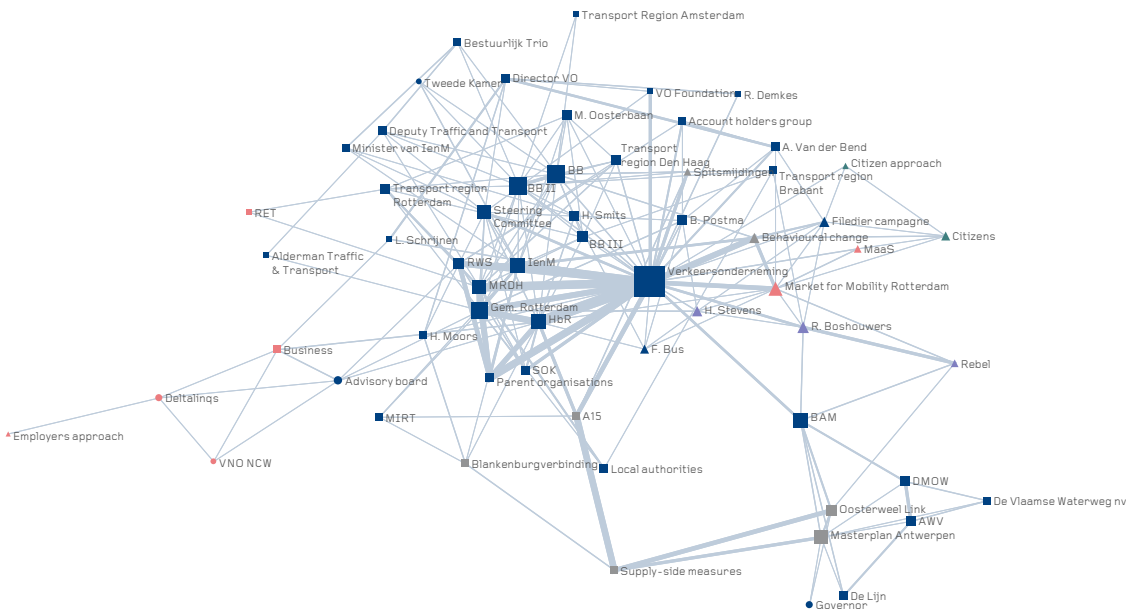 Transport Region Amsterdam
Bestuurlijk Trio
Tweede Kamer
Director VO
VO Foundation
R. Demkes
M. Oosterbaan
Account holders group
Deputy Traffic and Transport
Minister van IenM
Transport
region Den Haag
A. Van der Bend
Citizen approach
BB
Spitsmijdingen
Transport region
Brabant
BB II
Transport region
Rotterdam
RET
Steering
Committee
H. Smits
B. Postma
Filedier campagne
L. Schrijnen
BB III
Behavioural change
Citizens
MaaS
Alderman Traffic
& Transport
RWS
IenM
Verkeersonderneming
MRDH
Market for Mobility Rotterdam
Gem. Rotterdam
HbR
H. Stevens
R. Boshouwers
H. Moors
Business
F. Bus
Rebel
SOK
Parent organisations
Advisory board
Deltalinqs
MIRT
A15
BAM
Employers approach
VNO NCW
Blankenburgverbinding
Local authorities
DMOW
De Vlaamse Waterweg nv
Oosterweel Link
AWV
Masterplan Antwerpen
Supply-side measures
De Lijn
Governor